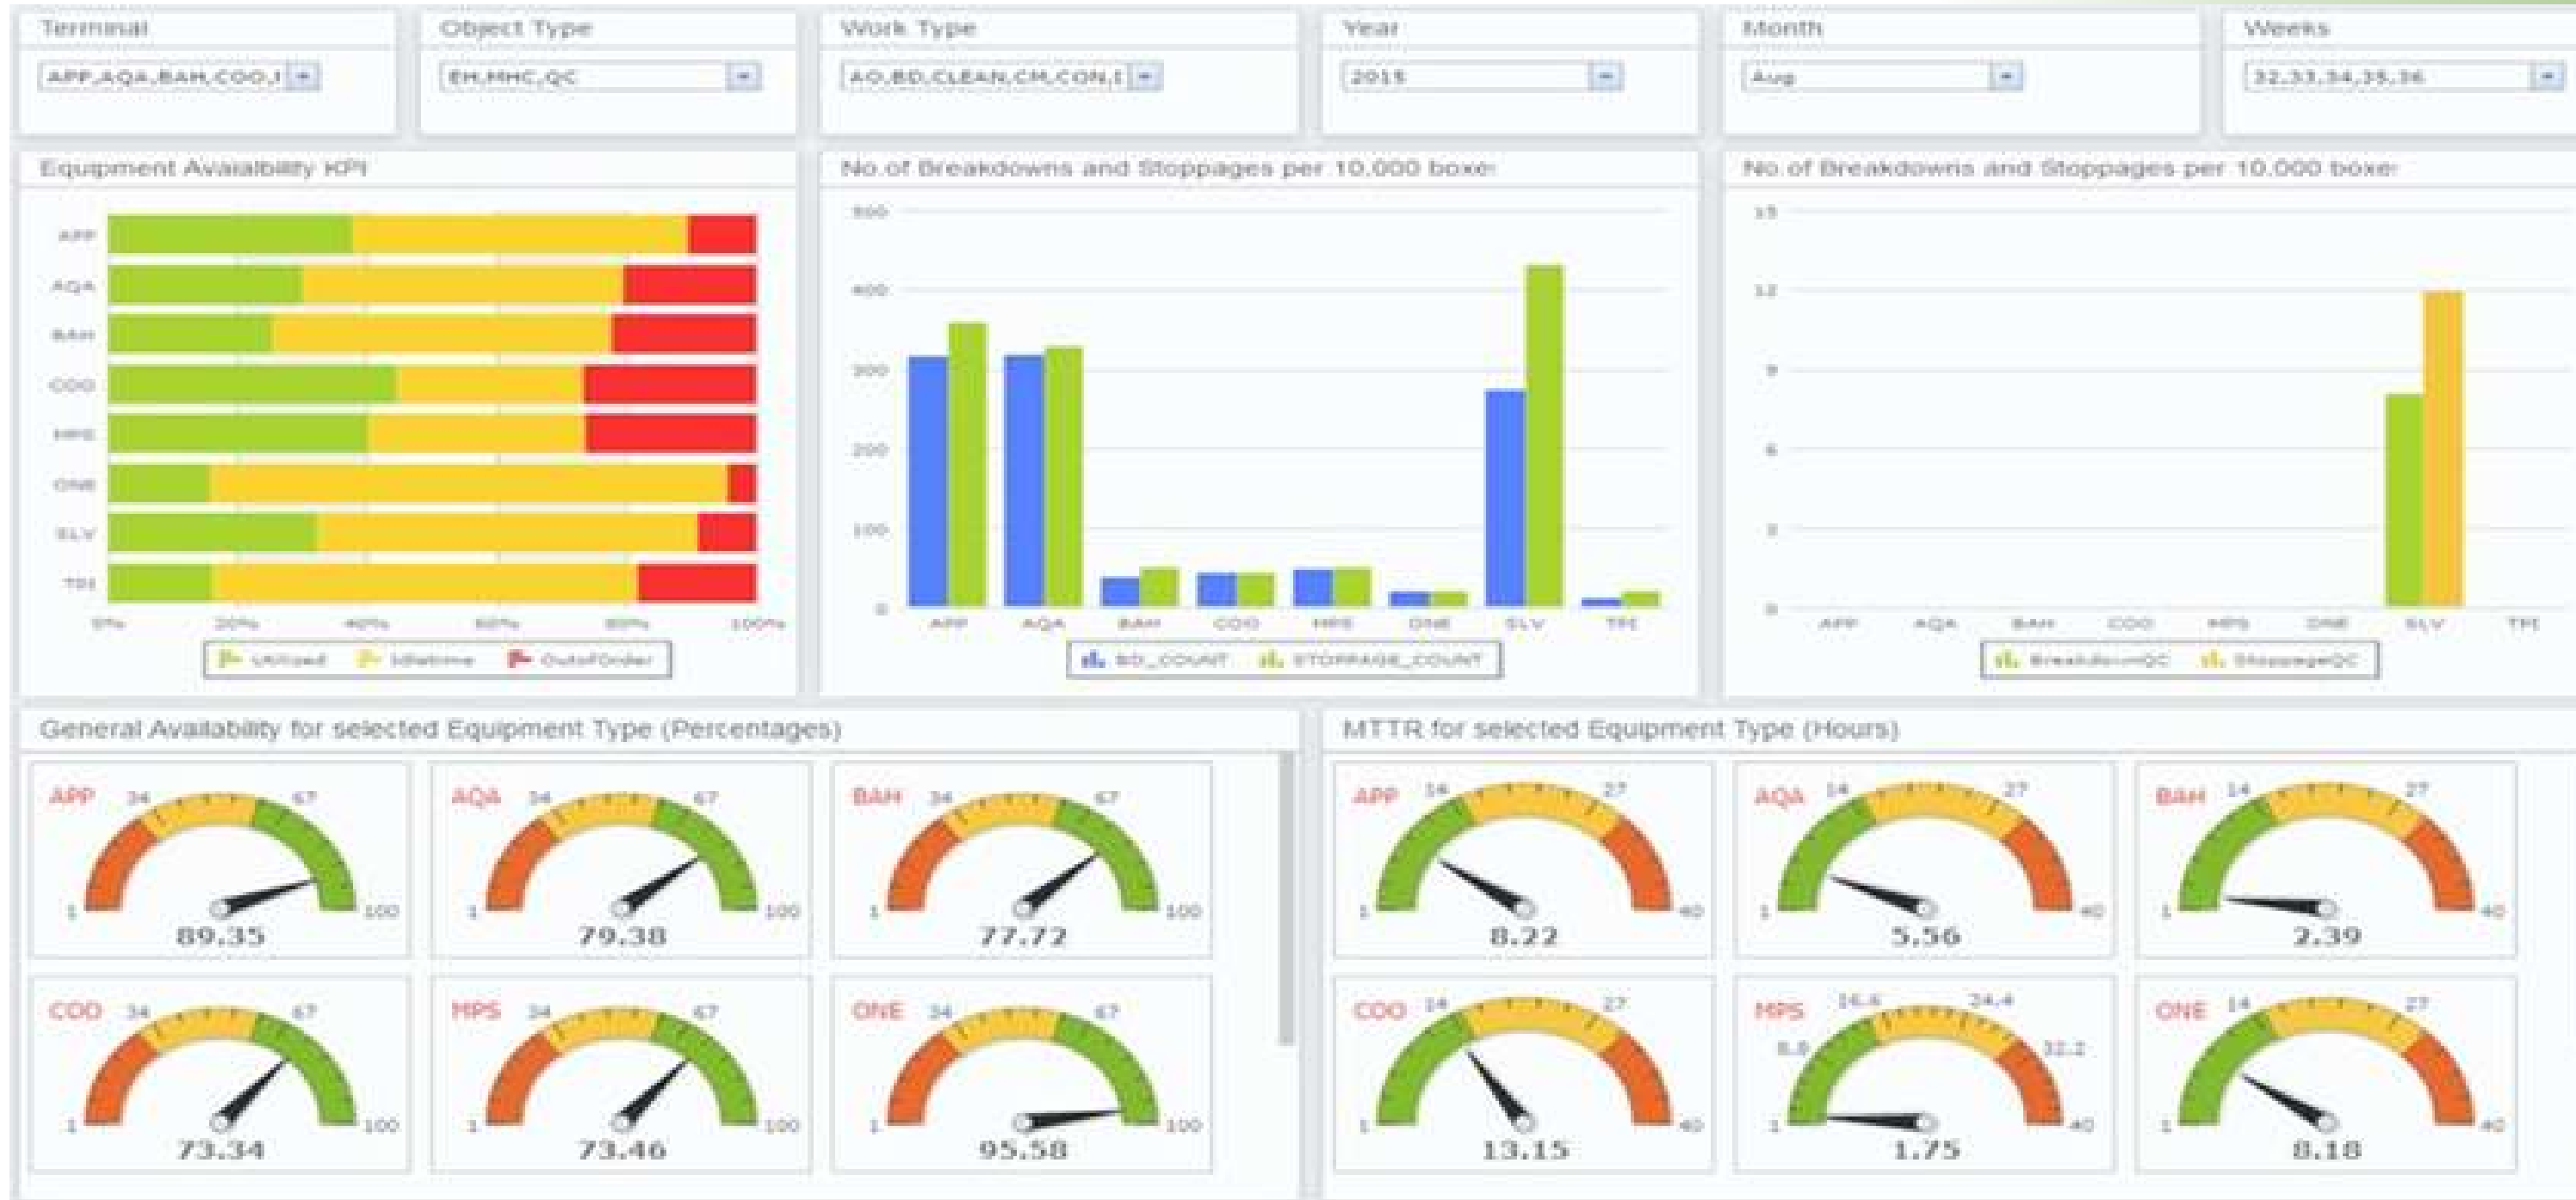 Terminal
Object Type
Work Type
Year
Month
Weeks
APP,AQA,BAH,COO,
EH,MHC,QC
AO,BD,CLEAN,CM,CON,
2015
Aug
32,33,34,35,36
Equipment Avaialbility KPI
APP
AQA
BAH
COO
MPS
ONE
SLV
TPI
0% 20% 40% 60% 80% 100%
Utilized Idletime OutofOrder
No.of Breakdowns and Stoppages per 10,000 boxe
500
400
300
200
100
0
APP AQA BAH COO MPS ONE SLV TPI
BD_COUNT STOPPAGE_COUNT
No.of Breakdowns and Stoppages per 10,000 boxe
15
12
9
6
3
0
APP AQA BAH COO MPS ONE SLV TPI
BreakdownQC StoppageQC
General Availability for selected Equipment Type (Percentages)
APP 34 67
1 100
89.35
AQA 34 67
1 100
79.38
BAH 34 67
1 100
77.72
COO 34 67
1 100
73.34
MPS 34 67
1 100
73.46
ONE 34 67
1 100
95.58
MTTR for selected Equipment Type (Hours)
APP 14 27
1 40
8.22
AQA 14 27
1 40
5.56
BAH 14 27
1 40
2.39
COO 14 27
1 40
13.15
MPS 16.6 24.4
8.8 32.2
1 40
1.75
ONE 14 27
1 40
8.18